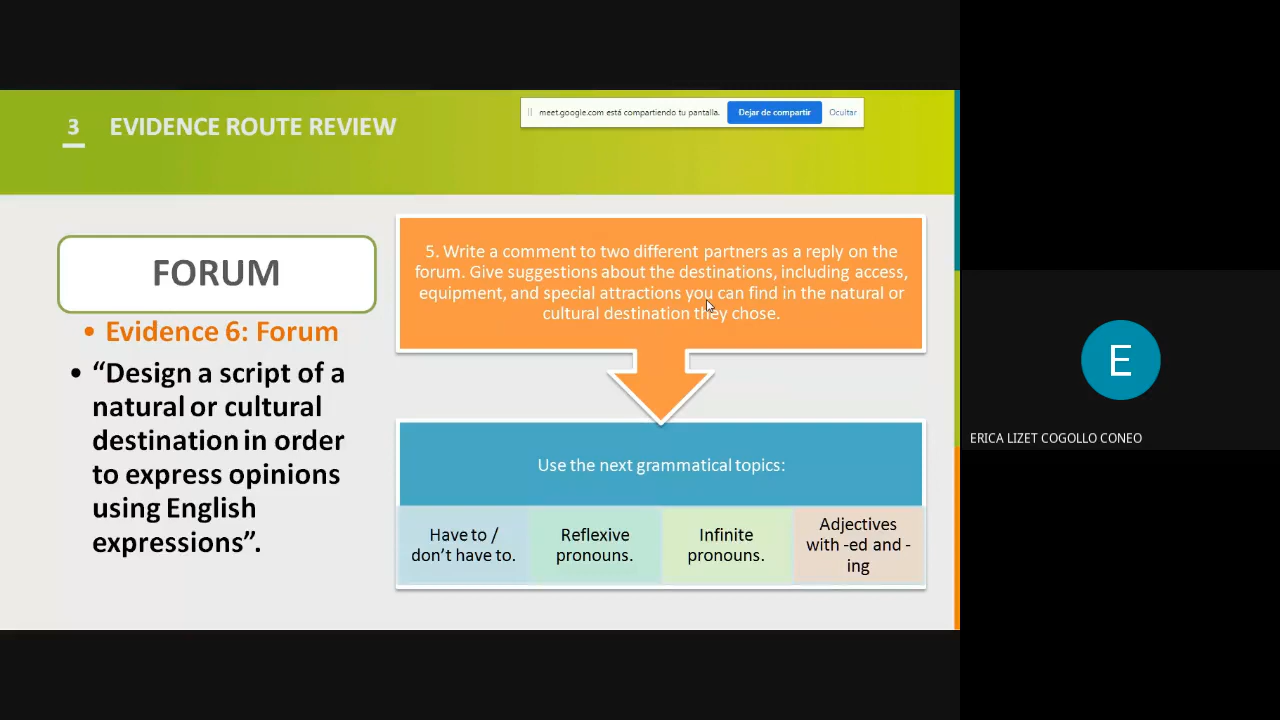 3 EVIDENCE ROUTE REVIEW
meet.google.com está compartiendo tu pantalla. Dejar de compartir Ocultar
FORUM
• Evidence 6: Forum
• “Design a script of a
natural or cultural
destination in order
to express opinions
using English
expressions”.
5. Write a comment to two different partners as a reply on the
forum. Give suggestions about the destinations, including access,
equipment, and special attractions you can find in the natural or
cultural destination they chose.
Use the next grammatical topics:
Have to /
don’t have to.
Reflexive
pronouns.
Infinite
pronouns.
Adjectives
with -ed and -
ing
E
ERICA LIZET COGOLLO CONEO